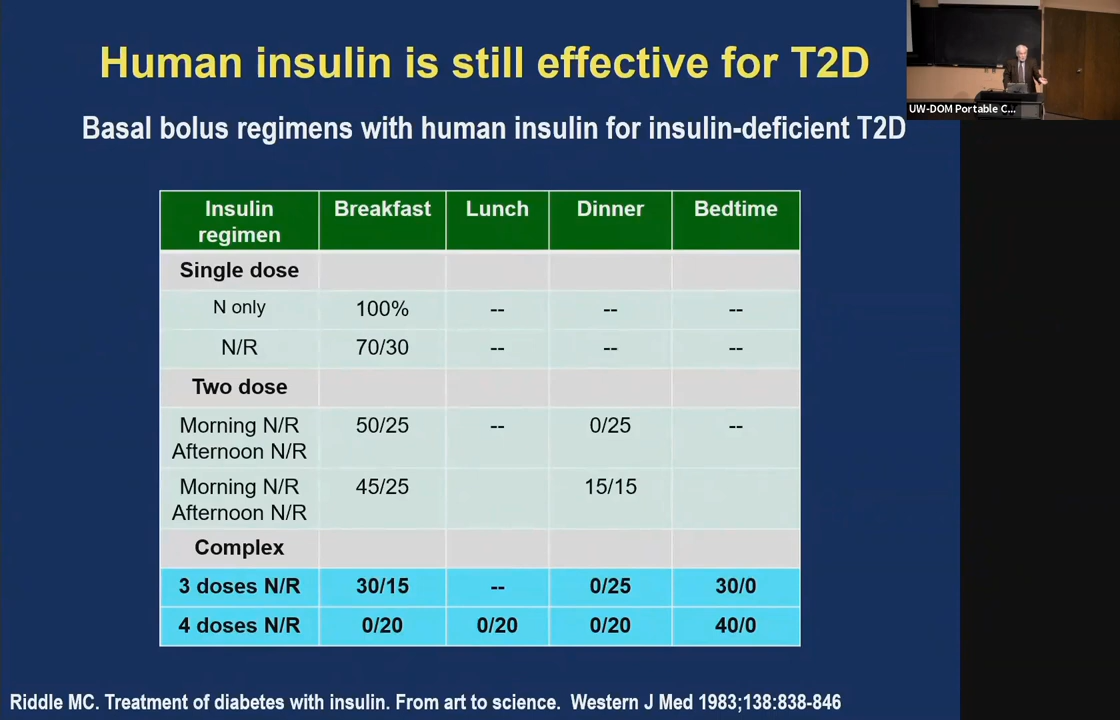 Human insulin is still effective for T2D
UW-DOM Portable C...
Basal bolus regimens with human insulin for insulin-deficient T2D
Insulin regimen Breakfast Lunch Dinner Bedtime
Single dose
N only 100% -- -- --
N/R 70/30 -- -- --
Two dose
Morning N/R Afternoon N/R 50/25 -- 0/25 --
Morning N/R Afternoon N/R 45/25 15/15
Complex
3 doses N/R 30/15 -- 0/25 30/0
4 doses N/R 0/20 0/20 0/20 40/0
Riddle MC. Treatment of diabetes with insulin. From art to science. Western J Med 1983;138:838-846